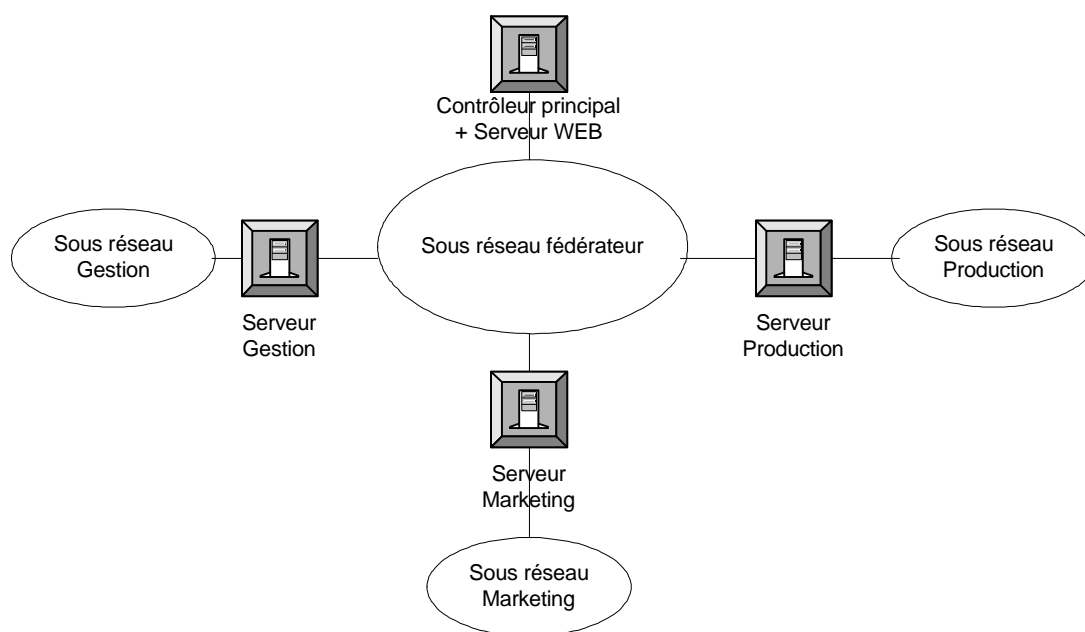 Contrôleur principal
+ Serveur WEB
Sous réseau
Gestion
Serveur
Gestion
Sous réseau fédérateur
Serveur
Production
Sous réseau
Production
Serveur
Marketing
Sous réseau
Marketing